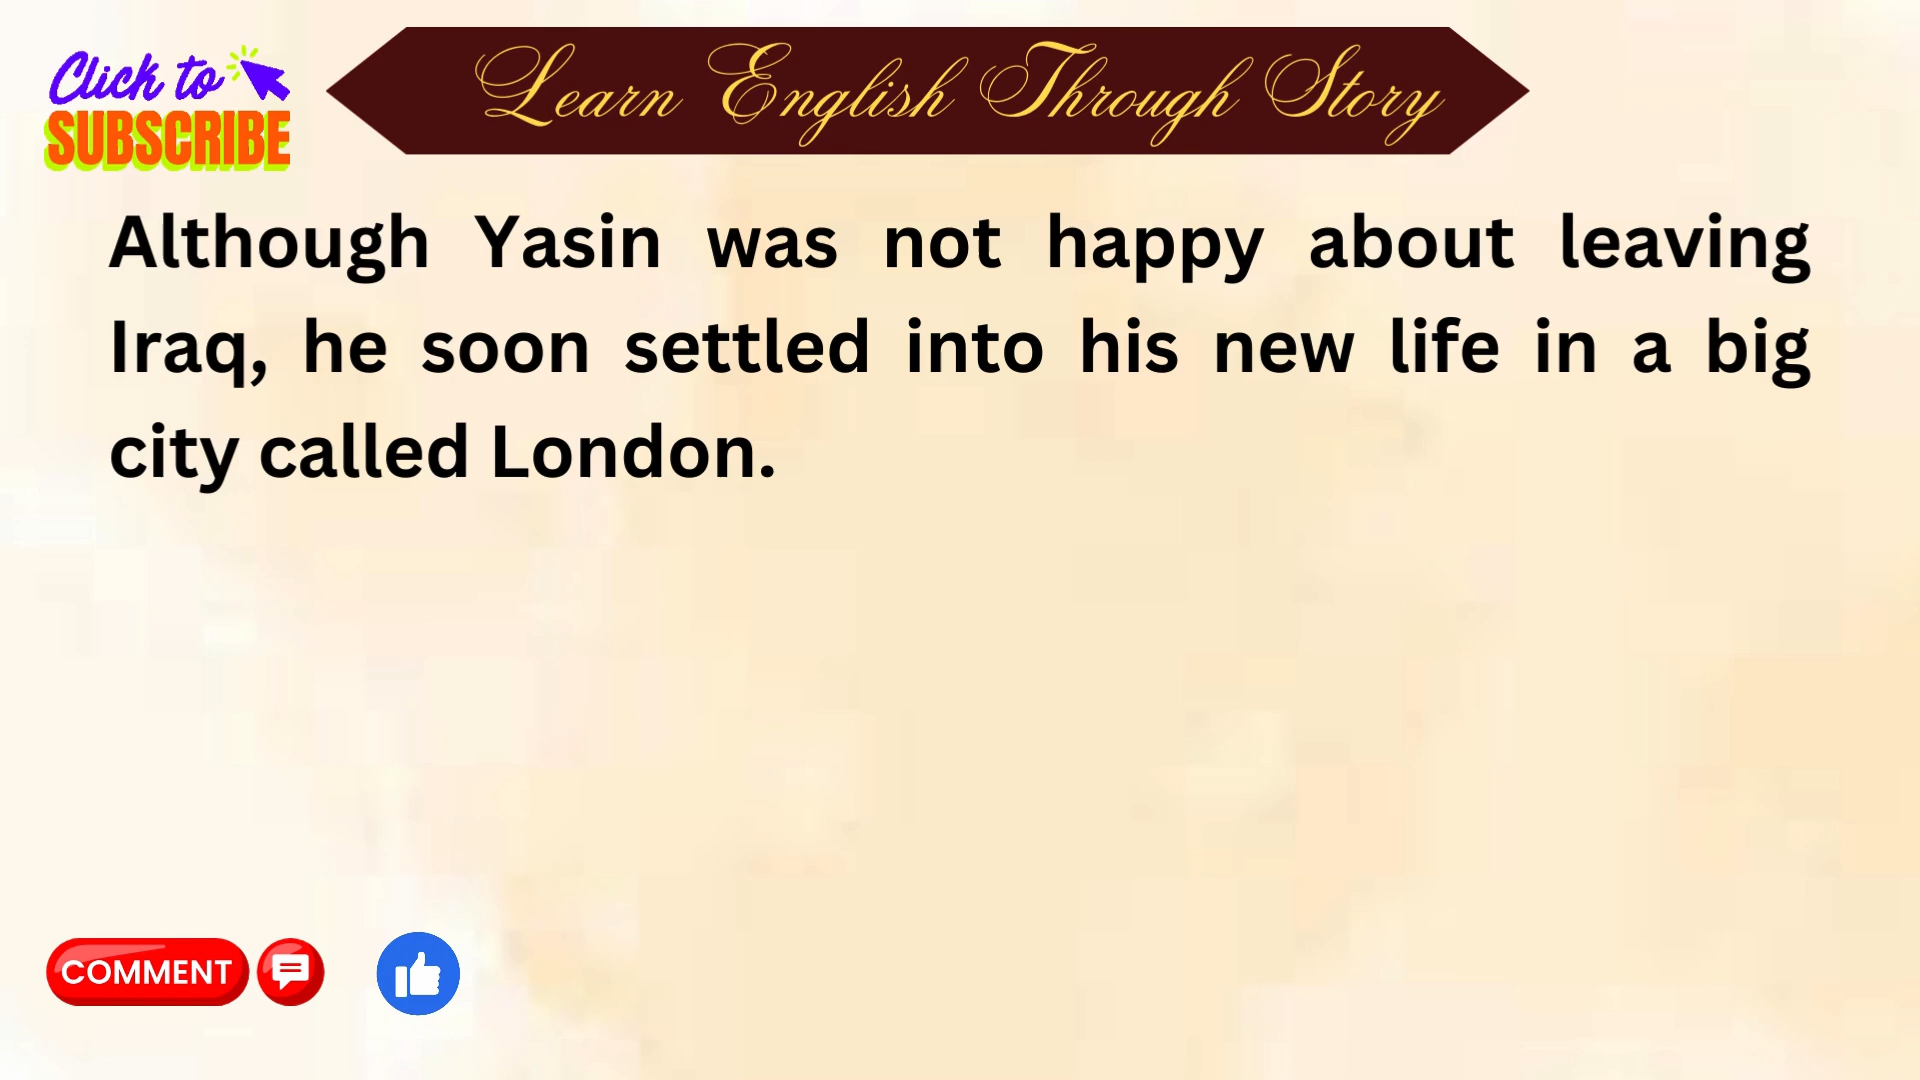 Click to
SUBSCRIBE
Learn English Through Story
Although Yasin was not happy about leaving
Iraq, he soon settled into his new life in a big
city called London.
COMMENT